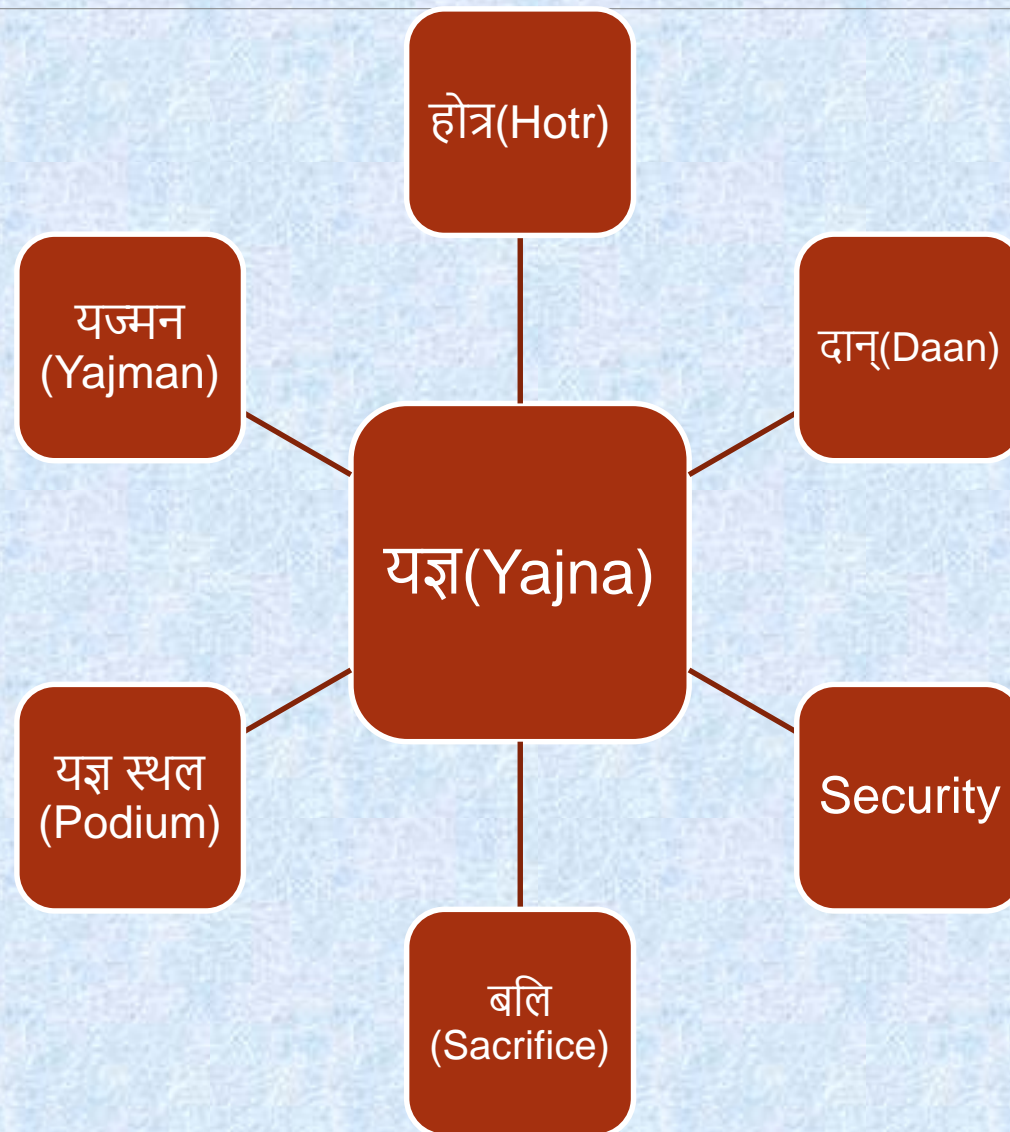 होत्र(Hotr)
यज्मन
(Yajman)
दान्(Daan)
यज्ञ(Yajna)
यज्ञ स्थल
(Podium)
Security
बलि
(Sacrifice)